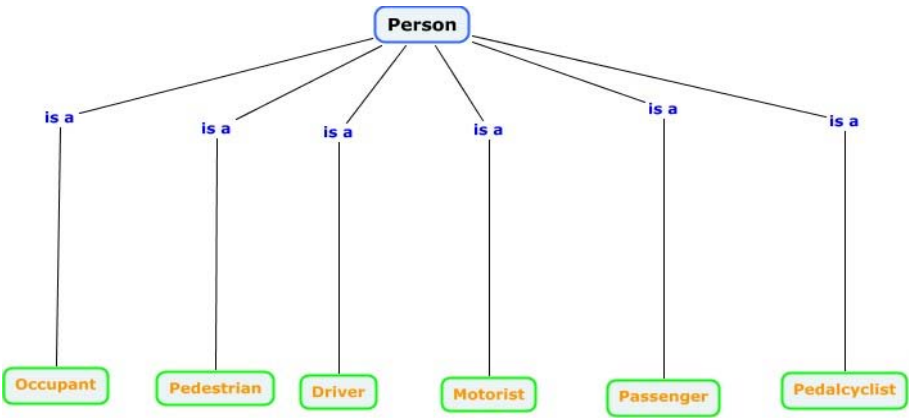 Person
is a
is a
is a
is a
is a
is a
Occupant
Pedestrian
Driver
Motorist
Passenger
Pedalcyclist